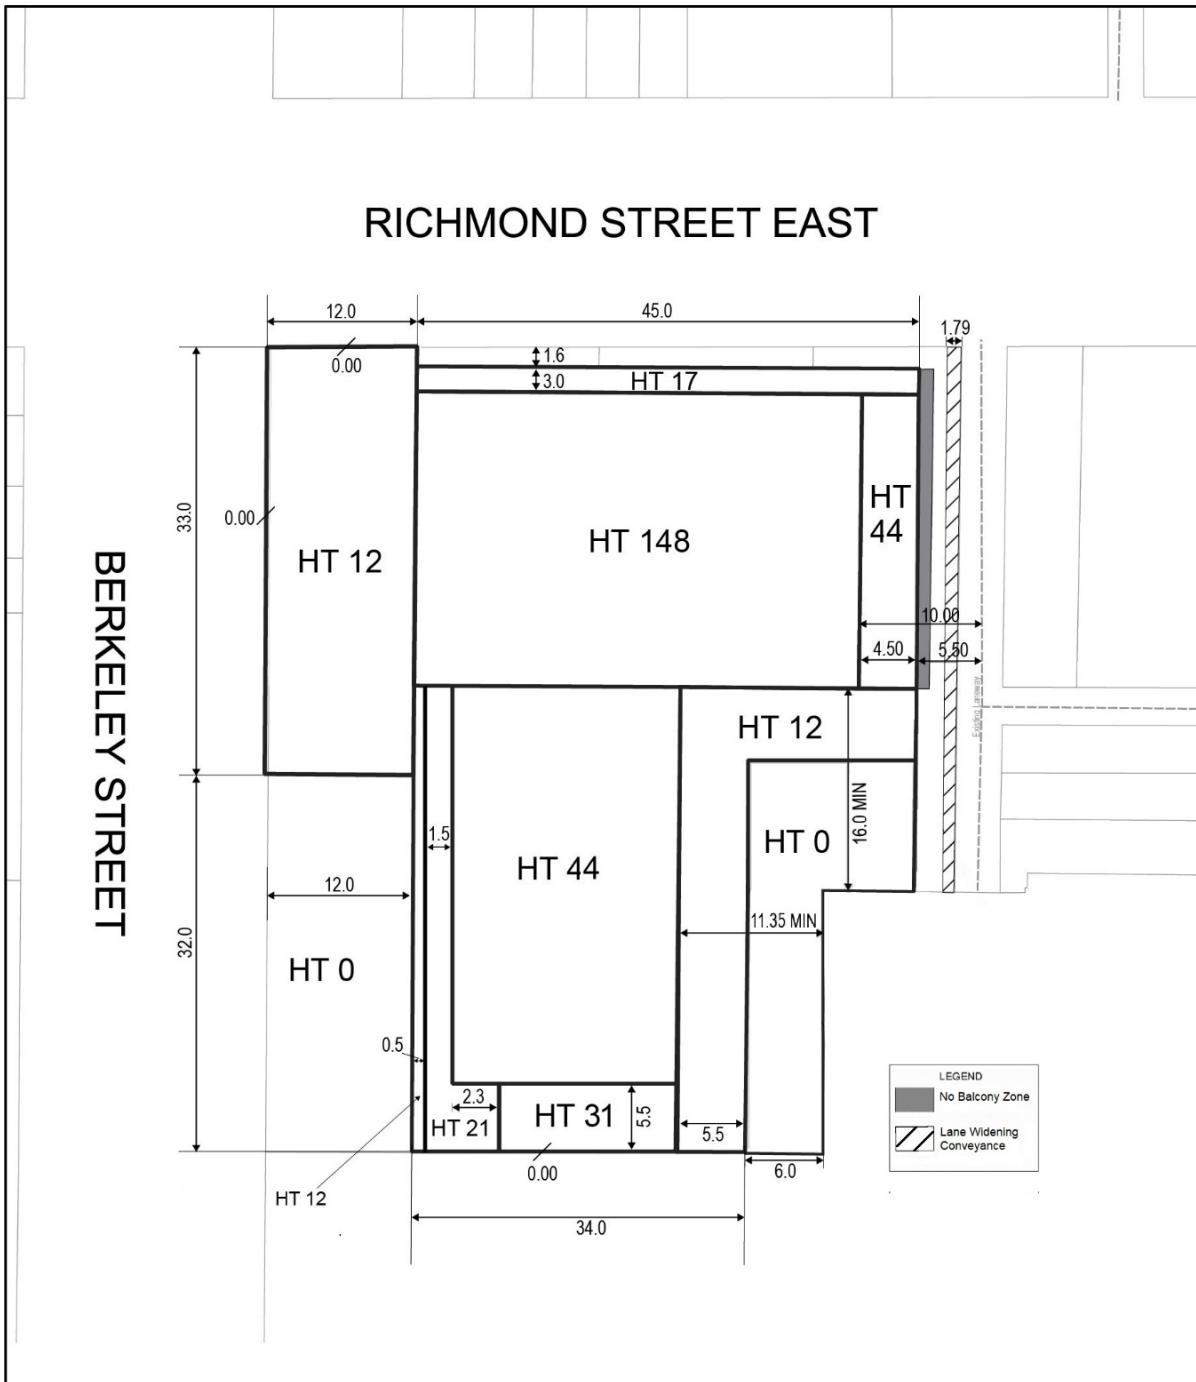 RICHMOND STREET EAST
12.0
45.0
1.79
0.00
1.6
3.0
HT 17
33.0
0.00
HT 12
HT 148
HT
44
10.00
4.50
5.50
Existing Laneway
HT 12
BERKELEY STREET
16.0 MIN
1.5
HT 0
HT 44
12.0
11.35 MIN
32.0
HT 0
0.5
2.3
HT 21
HT 31
5.5
5.5
0.00
6.0
HT 12
34.0
LEGEND
No Balcony Zone
Lane Widening
Conveyance